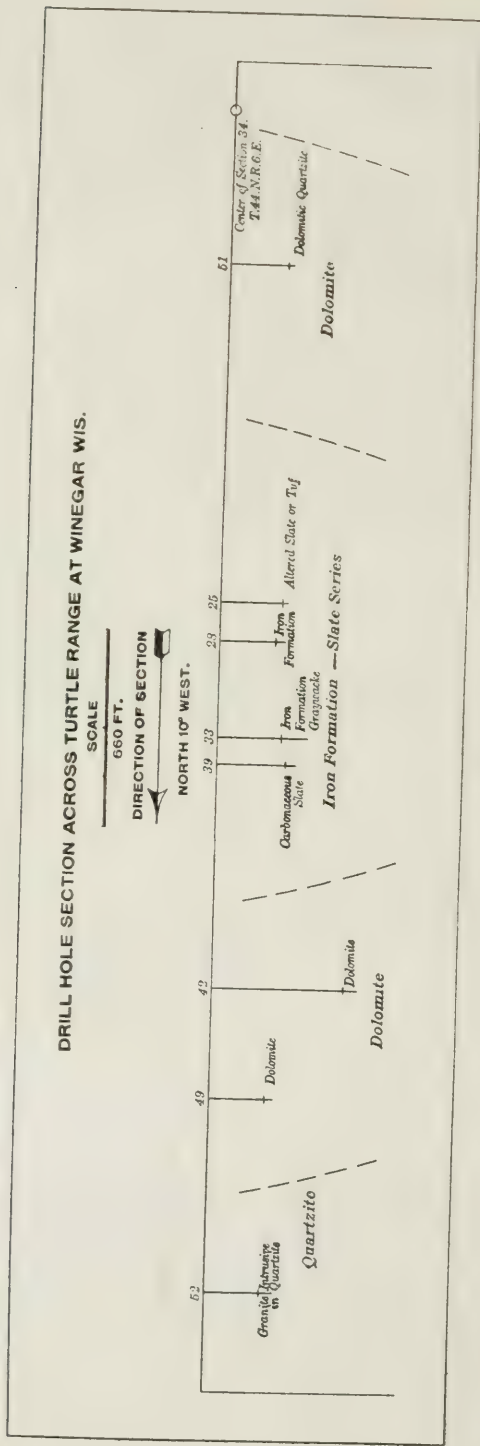 DRILL HOLE SECTION ACROSS TURTLE RANGE AT WINEGAR WIS.
SCALE
660 FT.
DIRECTION OF SECTION
NORTH 10° WEST.
52
49
42
39
33
23
25
51
Center of Section 34.
T.44.N.R.6.E.
Granite Intrusive
in Quartzite
Quartzito
Dolomite
Dolomite
Dolomite
Carbonaceous
Slate
Iron
Formation
Graywacke
Iron
Formation
Altered Slate or Tuf
Iron Formation — Slate Series
Dolomitic Quartzite
Dolomite